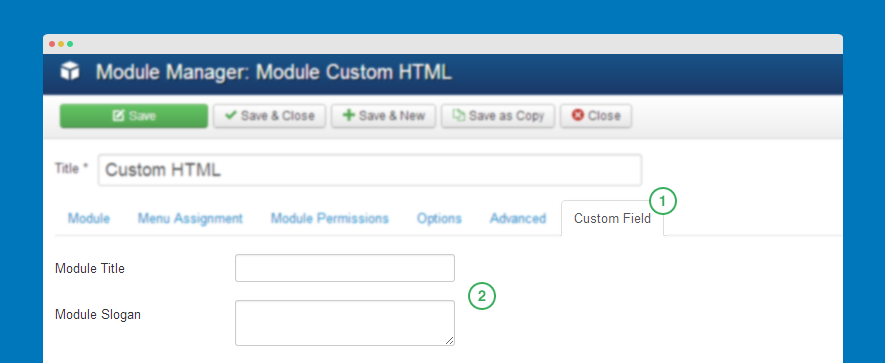 Module Manager: Module Custom HTML
Save Save & Close Save & New Save as Copy Close
Title * Custom HTML
Module Menu Assignment Module Permissions Options Advanced Custom Field 1
Module Title
2
Module Slogan